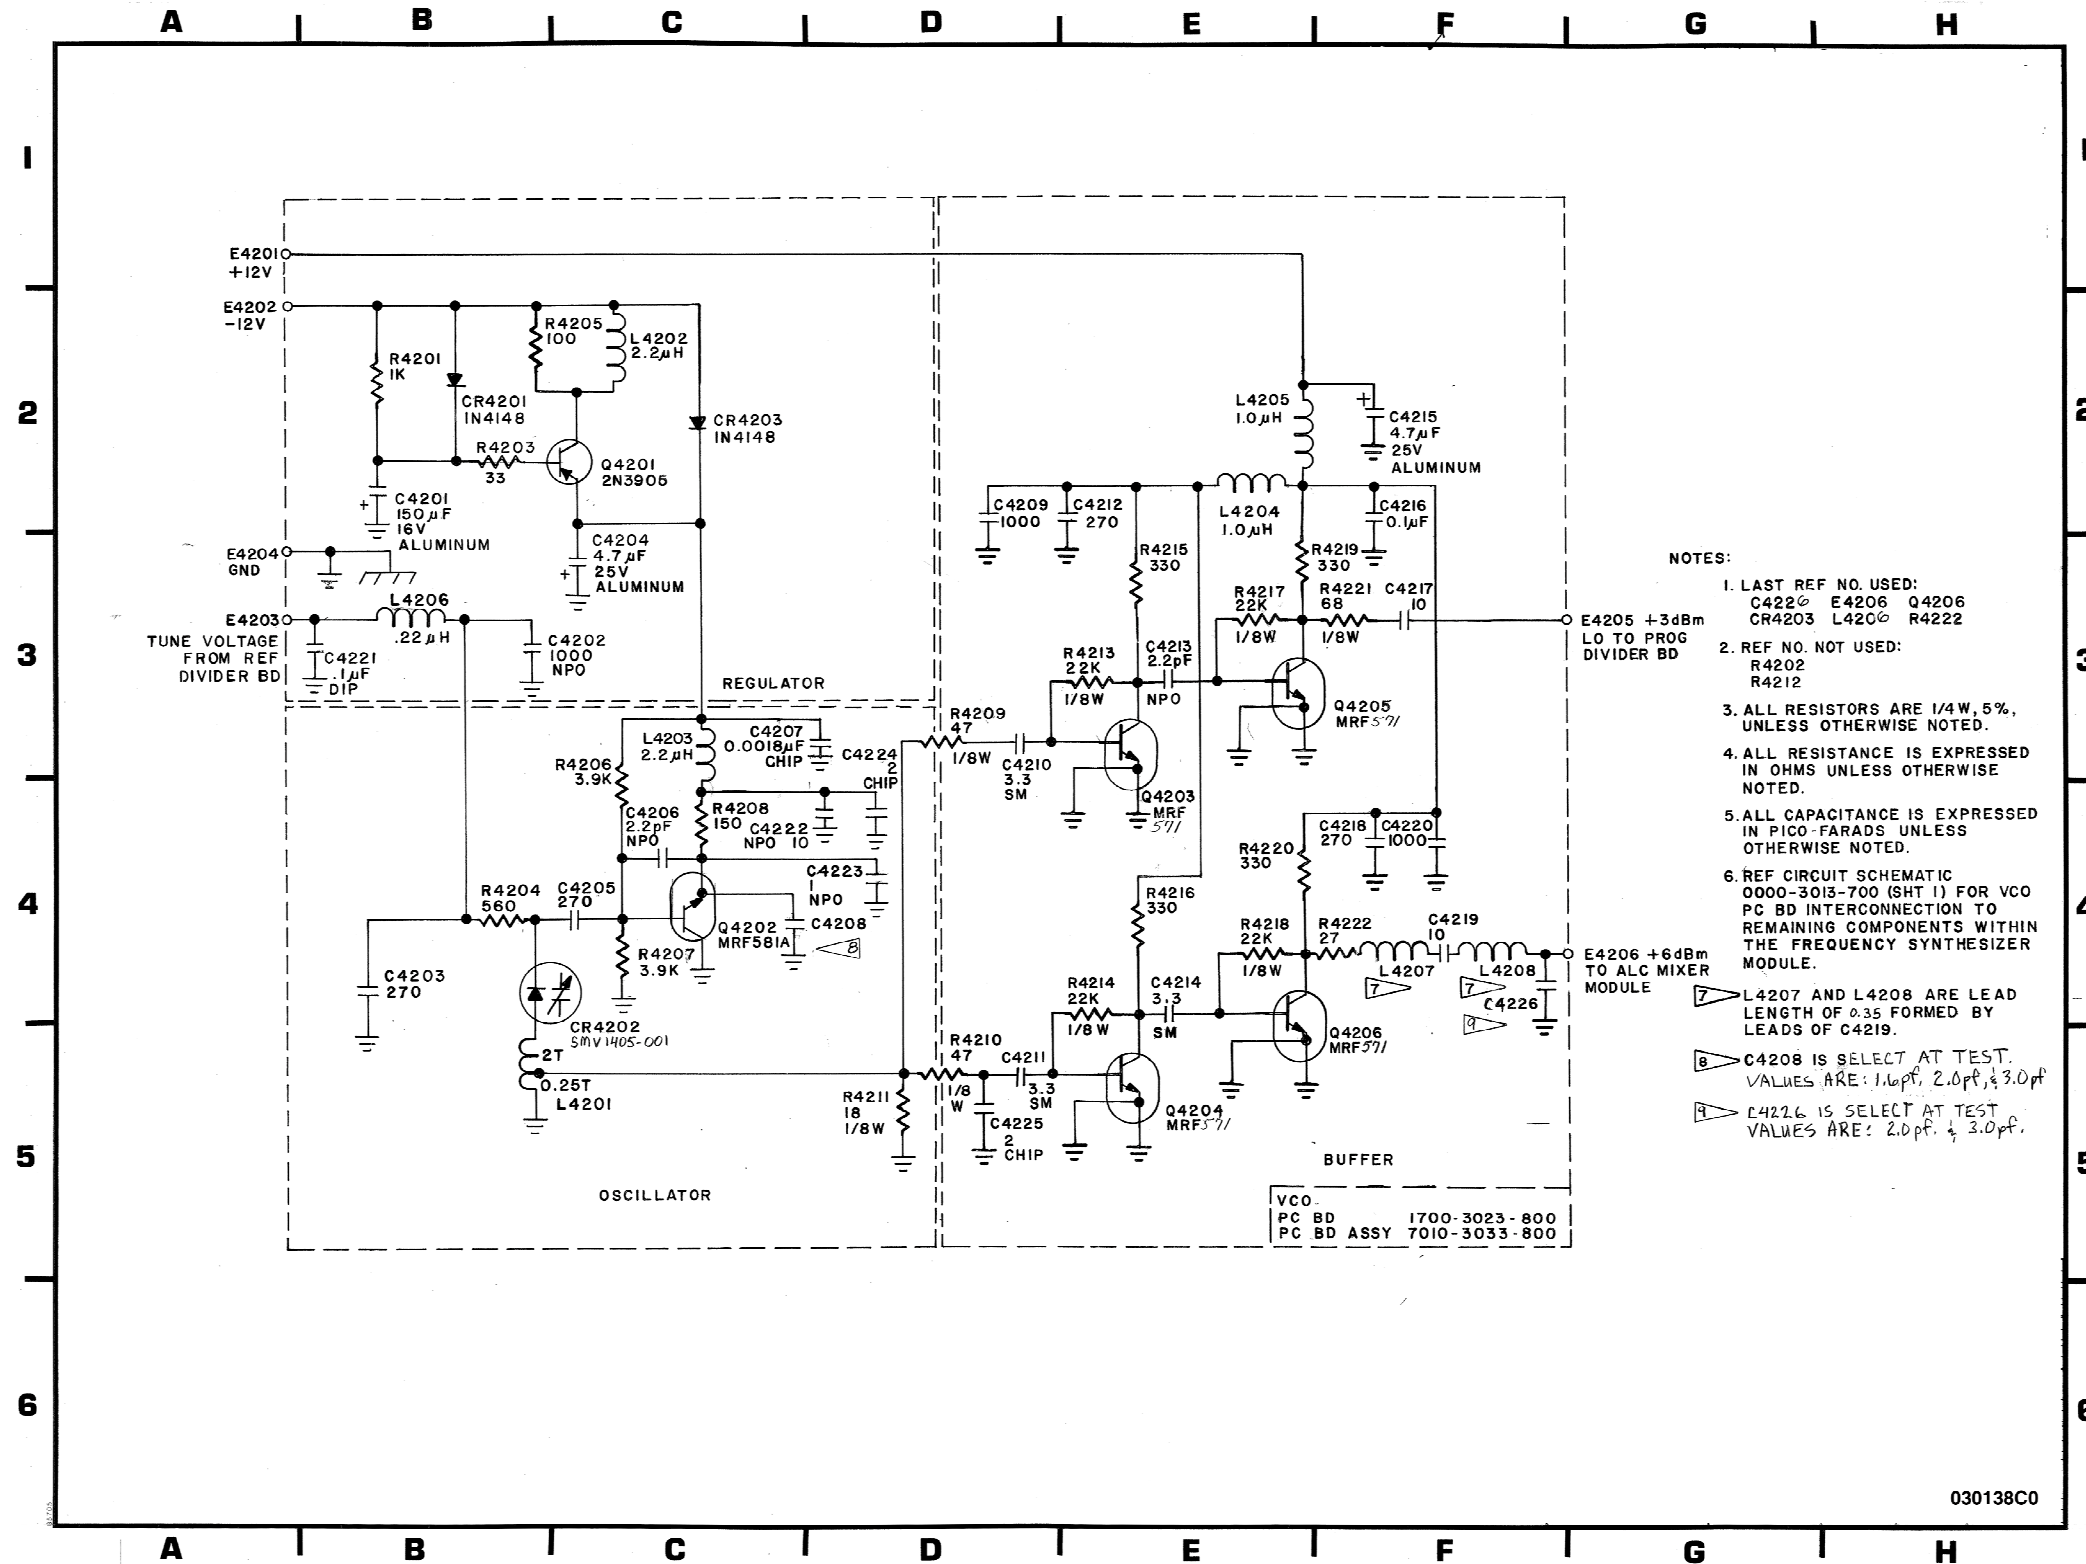 A B C D E F G H
1
2
3
4
5
6
E4201
+12V
E4202
-12V
R4201
1K
CR4201
IN4148
R4205
100
L4202
2.2µH
R4203
33
Q4201
2N3905
CR4203
IN4148
C4201
150µF
16V
ALUMINUM
C4204
4.7µF
25V
ALUMINUM
E4204
GND
E4203
TUNE VOLTAGE
FROM REF
DIVIDER BD
L4206
.22µH
C4221
.1µF
DIP
C4202
1000
NPO
REGULATOR
R4206
3.9K
L4203
2.2µH
C4207
0.0018µF
CHIP
C4224
2
CHIP
C4206
2.2pF
NPO
R4208
150
C4222
NPO 10
C4223
1
NPO
R4204
560
C4205
270
Q4202
MRF581A
C4208
8
R4207
3.9K
C4203
270
CR4202
SMV1405-001
2T
0.25T
L4201
R4211
18
1/8W
OSCILLATOR
R4209
47
1/8W
C4210
3.3
SM
R4210
47
1/8
W
C4211
3.3
SM
C4225
2
CHIP
C4209
1000
C4212
270
L4205
1.0µH
C4215
4.7µF
25V
ALUMINUM
L4204
1.0µH
C4216
0.1µF
R4215
330
R4219
330
R4217
22K
1/8W
R4221
68
1/8W
C4217
10
R4213
22K
1/8W
C4213
2.2pF
NPO
Q4205
MRF571
Q4203
MRF
571
E4205 +3dBm
LO TO PROG
DIVIDER BD
C4218
270
C4220
1000
R4220
330
R4216
330
R4218
22K
1/8W
R4222
27
C4219
10
L4207
7
L4208
7
C4226
9
E4206 +6dBm
TO ALC MIXER
MODULE
R4214
22K
1/8W
C4214
3.3
SM
Q4206
MRF571
Q4204
MRF571
BUFFER
VCO
PC BD 1700-3023-800
PC BD ASSY 7010-3033-800
NOTES:
1. LAST REF NO. USED:
C4226 E4206 Q4206
CR4203 L4206 R4222
2. REF NO. NOT USED:
R4202
R4212
3. ALL RESISTORS ARE 1/4W, 5%,
UNLESS OTHERWISE NOTED.
4. ALL RESISTANCE IS EXPRESSED
IN OHMS UNLESS OTHERWISE
NOTED.
5. ALL CAPACITANCE IS EXPRESSED
IN PICO-FARADS UNLESS
OTHERWISE NOTED.
6. REF CIRCUIT SCHEMATIC
0000-3013-700 (SHT 1) FOR VCO
PC BD INTERCONNECTION TO
REMAINING COMPONENTS WITHIN
THE FREQUENCY SYNTHESIZER
MODULE.
7 L4207 AND L4208 ARE LEAD
LENGTH OF 0.35 FORMED BY
LEADS OF C4219.
8 C4208 IS SELECT AT TEST.
VALUES ARE: 1.6pf, 2.0pf, & 3.0pf
9 C4226 IS SELECT AT TEST
VALUES ARE: 2.0pf. & 3.0pf.
1
2
3
4
5
6
030138C0
A B C D E F G H